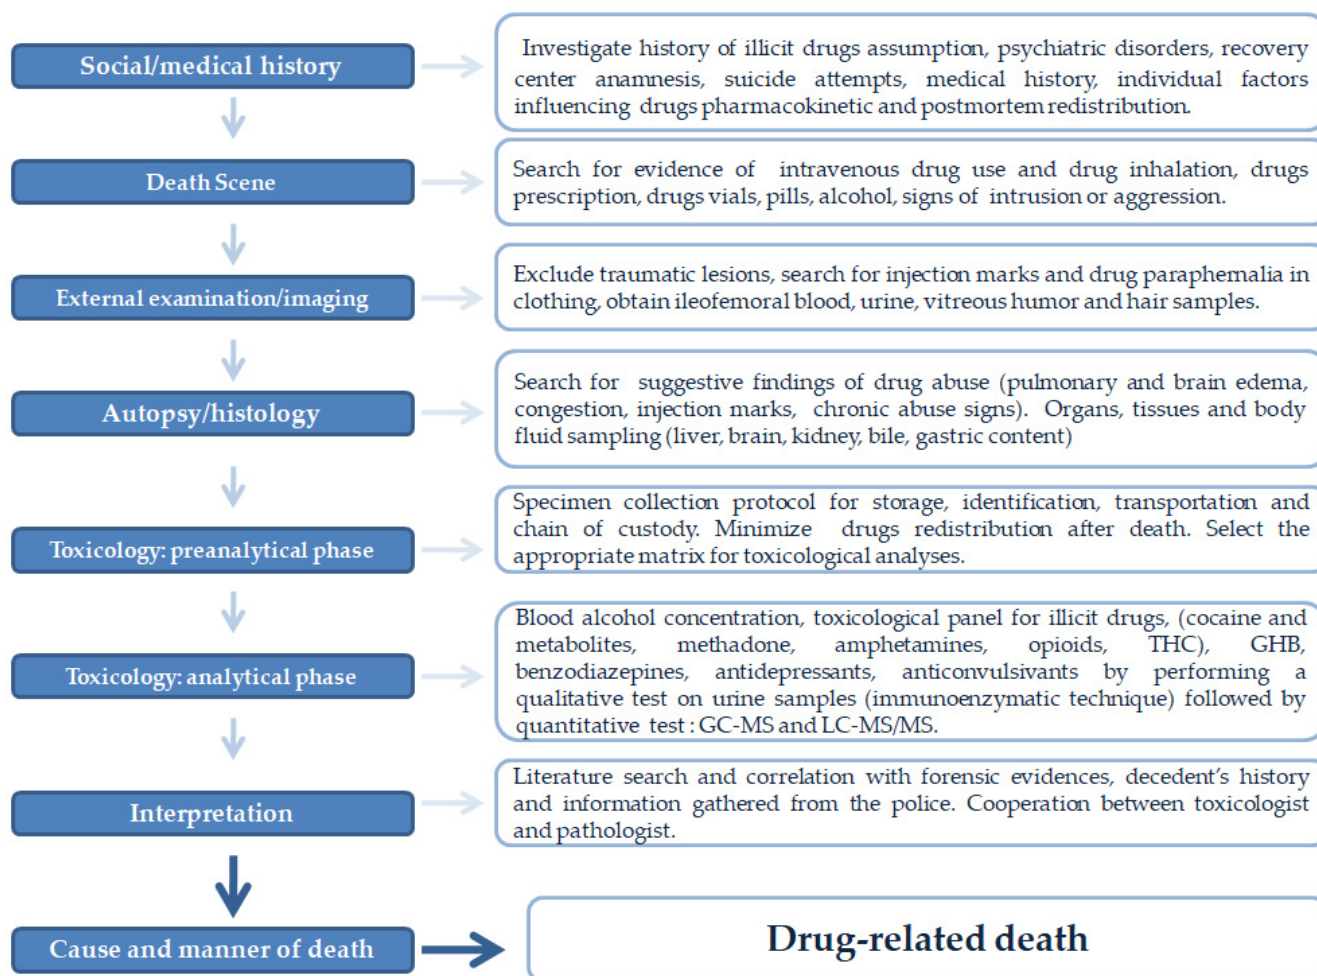 Social/medical history
Investigate history of illicit drugs assumption, psychiatric disorders, recovery
center anamnesis, suicide attempts, medical history, individual factors
influencing drugs pharmacokinetic and postmortem redistribution.
Death Scene
Search for evidence of intravenous drug use and drug inhalation, drugs
prescription, drugs vials, pills, alcohol, signs of intrusion or aggression.
External examination/imaging
Exclude traumatic lesions, search for injection marks and drug paraphernalia in
clothing, obtain ileofemoral blood, urine, vitreous humor and hair samples.
Autopsy/histology
Search for suggestive findings of drug abuse (pulmonary and brain edema,
congestion, injection marks, chronic abuse signs). Organs, tissues and body
fluid sampling (liver, brain, kidney, bile, gastric content)
Toxicology: preanalytical phase
Specimen collection protocol for storage, identification, transportation and
chain of custody. Minimize drugs redistribution after death. Select the
appropriate matrix for toxicological analyses.
Toxicology: analytical phase
Blood alcohol concentration, toxicological panel for illicit drugs, (cocaine and
metabolites, methadone, amphetamines, opioids, THC), GHB,
benzodiazepines, antidepressants, anticonvulsivants by performing a
qualitative test on urine samples (immunoenzymatic technique) followed by
quantitative test : GC-MS and LC-MS/MS.
Interpretation
Literature search and correlation with forensic evidences, decedent's history
and information gathered from the police. Cooperation between toxicologist
and pathologist.
Cause and manner of death
Drug-related death